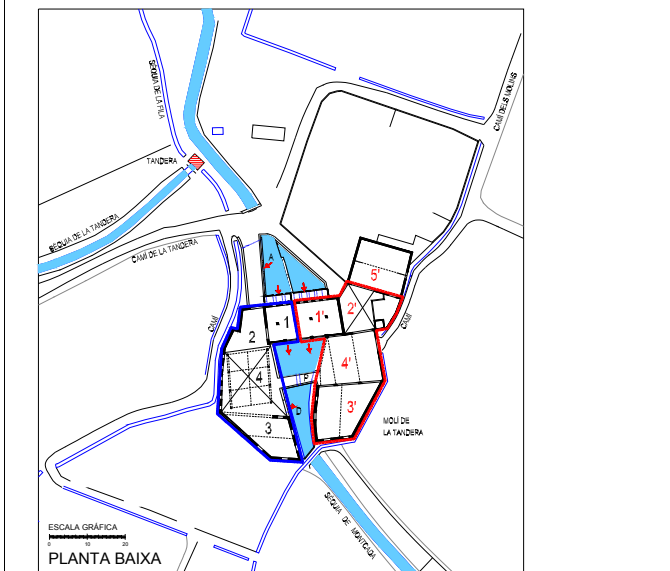 SÉQUIA DE LA FILA
CAMÍ DELS MOLINS
TANDERA
SÉQUIA DE LA TANDERA
CAMÍ DE LA TANDERA
A
5'
CAMÍ
1
1'
2'
CAMÍ
2
4'
4
P
3'
D
3
MOLÍ DE
LA TANDERA
SÉQUIA DE MONTCADA
ESCALA GRÁFICA
0 10 20
PLANTA BAIXA